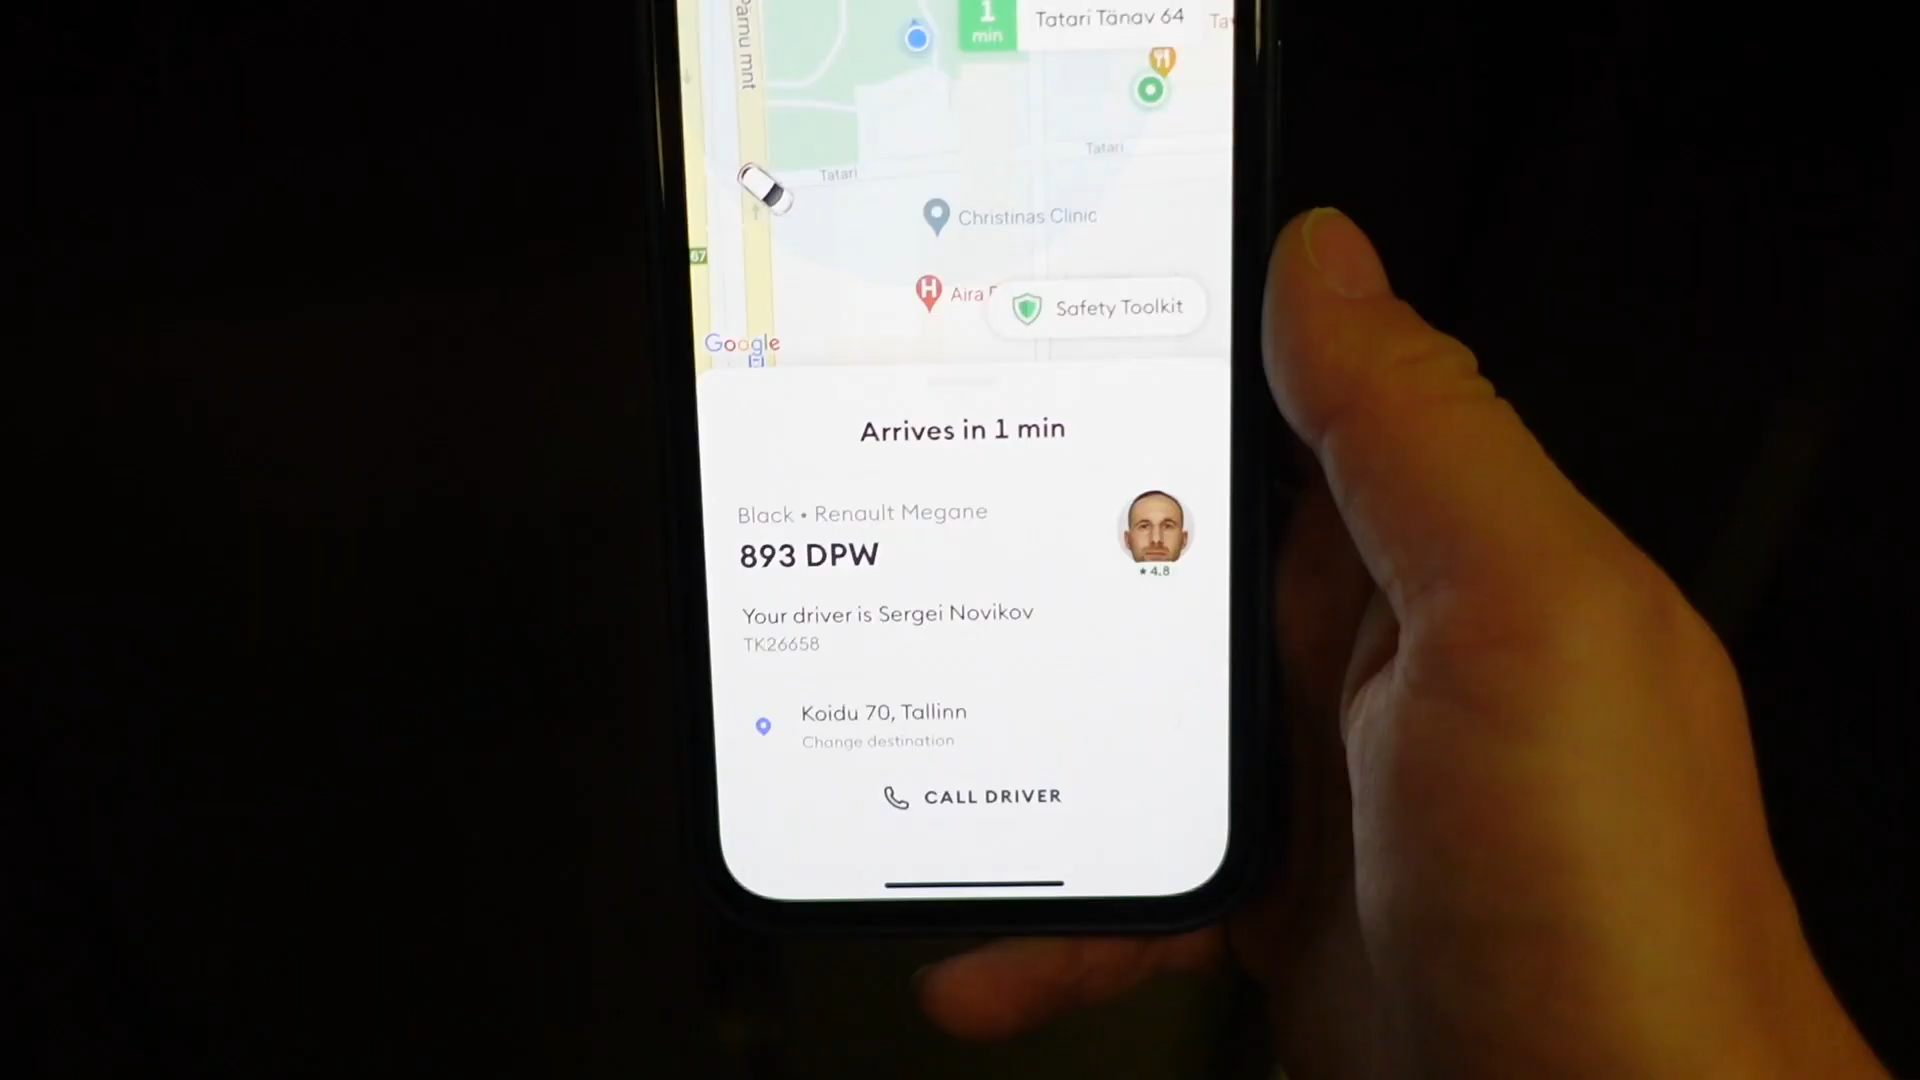 Pärnu mnt
1
min
Tatari Tänav 64
Tatari
Tatari
Christinas Clinic
67
Aira
Safety Toolkit
Google
Arrives in 1 min
Black • Renault Megane
893 DPW
★ 4.8
Your driver is Sergei Novikov
TK26658
Koidu 70, Tallinn
Change destination
CALL DRIVER